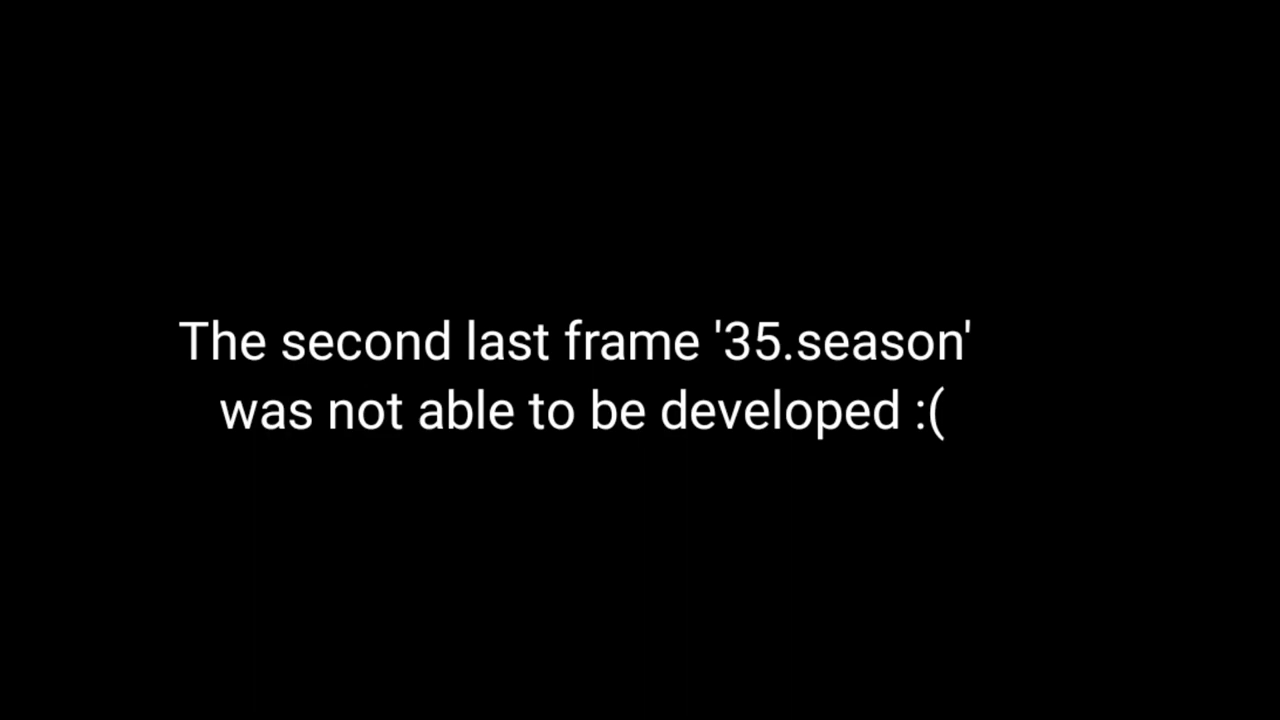 The second last frame '35.season'
was not able to be developed :(